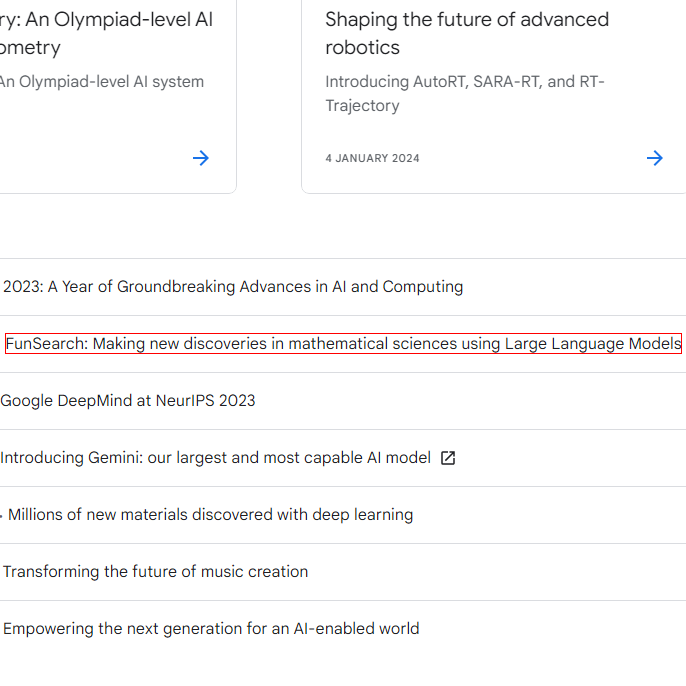 ry: An Olympiad-level AI
ometry
An Olympiad-level AI system
Shaping the future of advanced
robotics
Introducing AutoRT, SARA-RT, and RT-
Trajectory
4 JANUARY 2024
2023: A Year of Groundbreaking Advances in AI and Computing
FunSearch: Making new discoveries in mathematical sciences using Large Language Models
Google DeepMind at NeurIPS 2023
Introducing Gemini: our largest and most capable AI model
Millions of new materials discovered with deep learning
Transforming the future of music creation
Empowering the next generation for an AI-enabled world